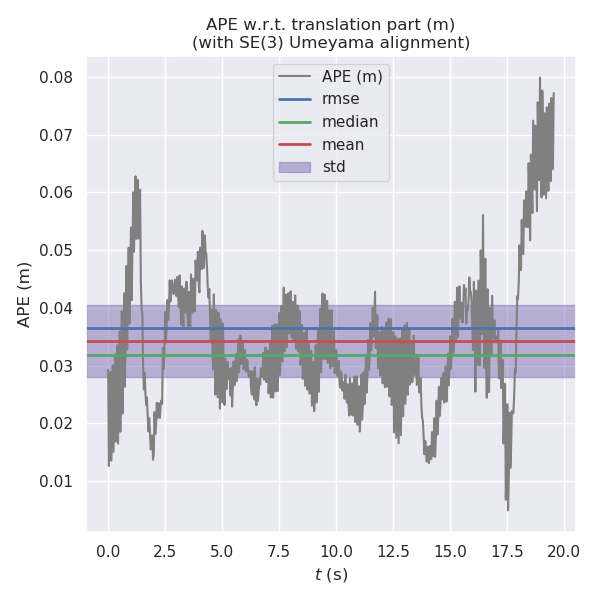 APE w.r.t. translation part (m)
(with SE(3) Umeyama alignment)
APE (m)
rmse
median
mean
std
0.08
0.07
0.06
0.05
0.04
0.03
0.02
0.01
APE (m)
0.0 2.5 5.0 7.5 10.0 12.5 15.0 17.5 20.0
t (s)